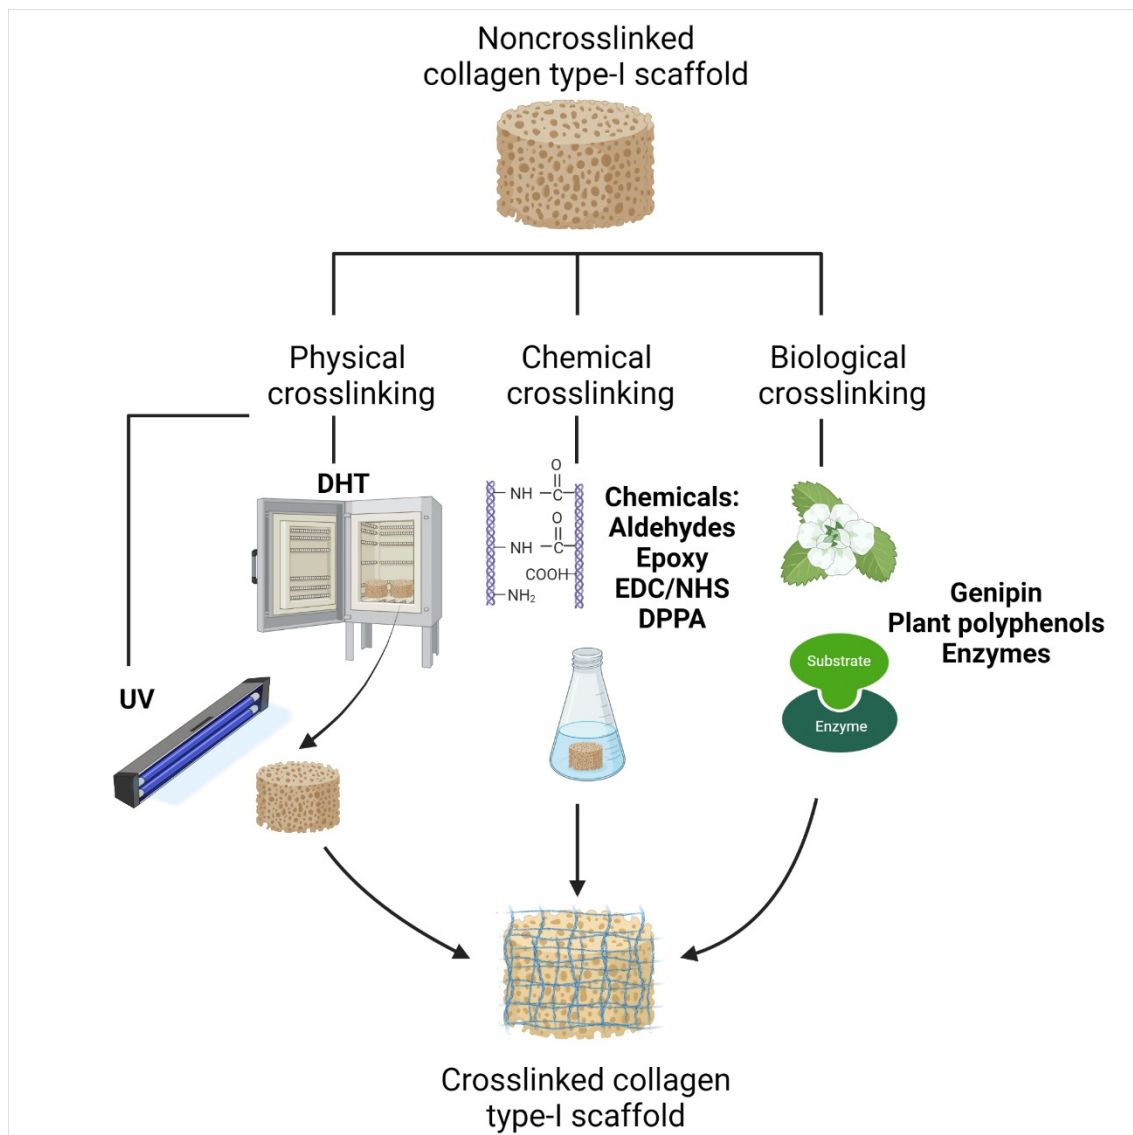 Noncrosslinked
collagen type-I scaffold
Physical
crosslinking
Chemical
crosslinking
Biological
crosslinking
DHT
UV
O
NH
C
O
NH
C
COOH
NH₂
Chemicals:
Aldehydes
Epoxy
EDC/NHS
DPPA
Genipin
Plant polyphenols
Enzymes
Substrate
Enzyme
Crosslinked collagen
type-I scaffold